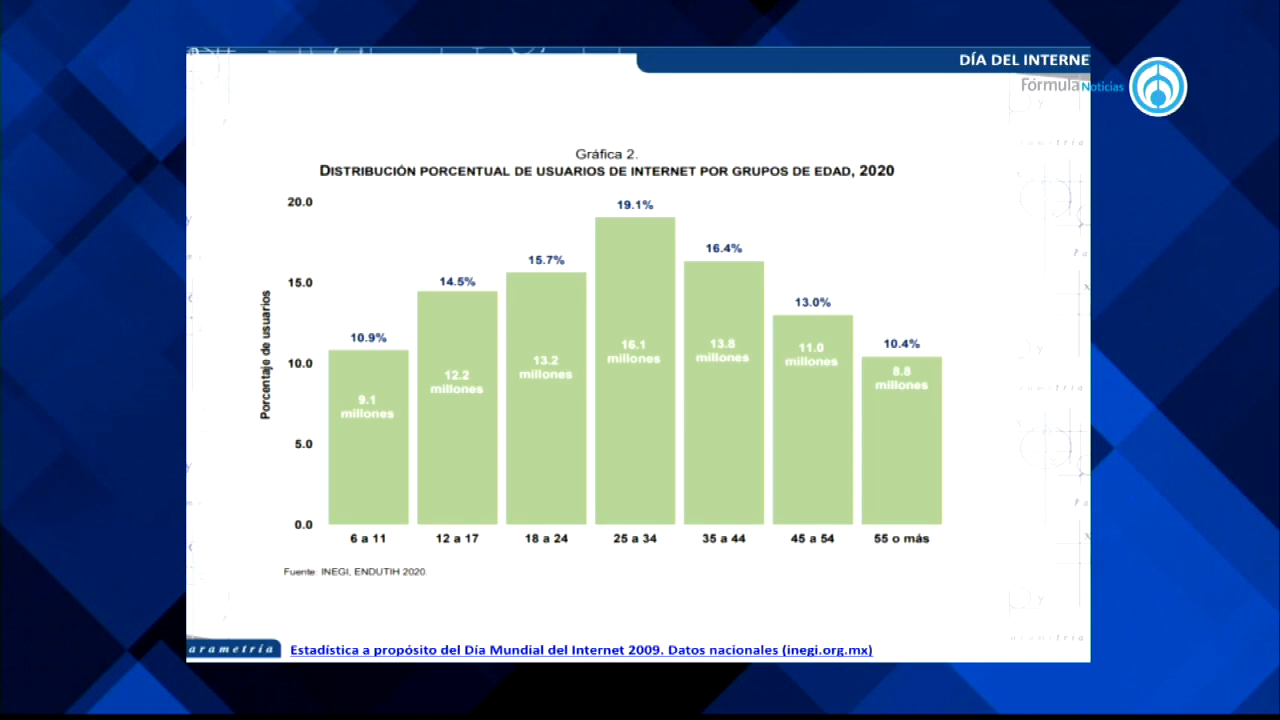 DÍA DEL INTERNE
Fórmula Noticias
Gráfica 2.
DISTRIBUCIÓN PORCENTUAL DE USUARIOS DE INTERNET POR GRUPOS DE EDAD, 2020
Porcentaje de usuarios
20.0
15.0
10.0
5.0
0.0
10.9%
14.5%
15.7%
19.1%
16.4%
13.0%
10.4%
9.1
millones
12.2
millones
13.2
millones
16.1
millones
13.8
millones
11.0
millones
8.8
millones
6 a 11
12 a 17
18 a 24
25 a 34
35 a 44
45 a 54
55 o más
Fuente: INEGI, ENDUTIH 2020.
arametría
Estadística a propósito del Día Mundial del Internet 2009. Datos nacionales (inegi.org.mx)